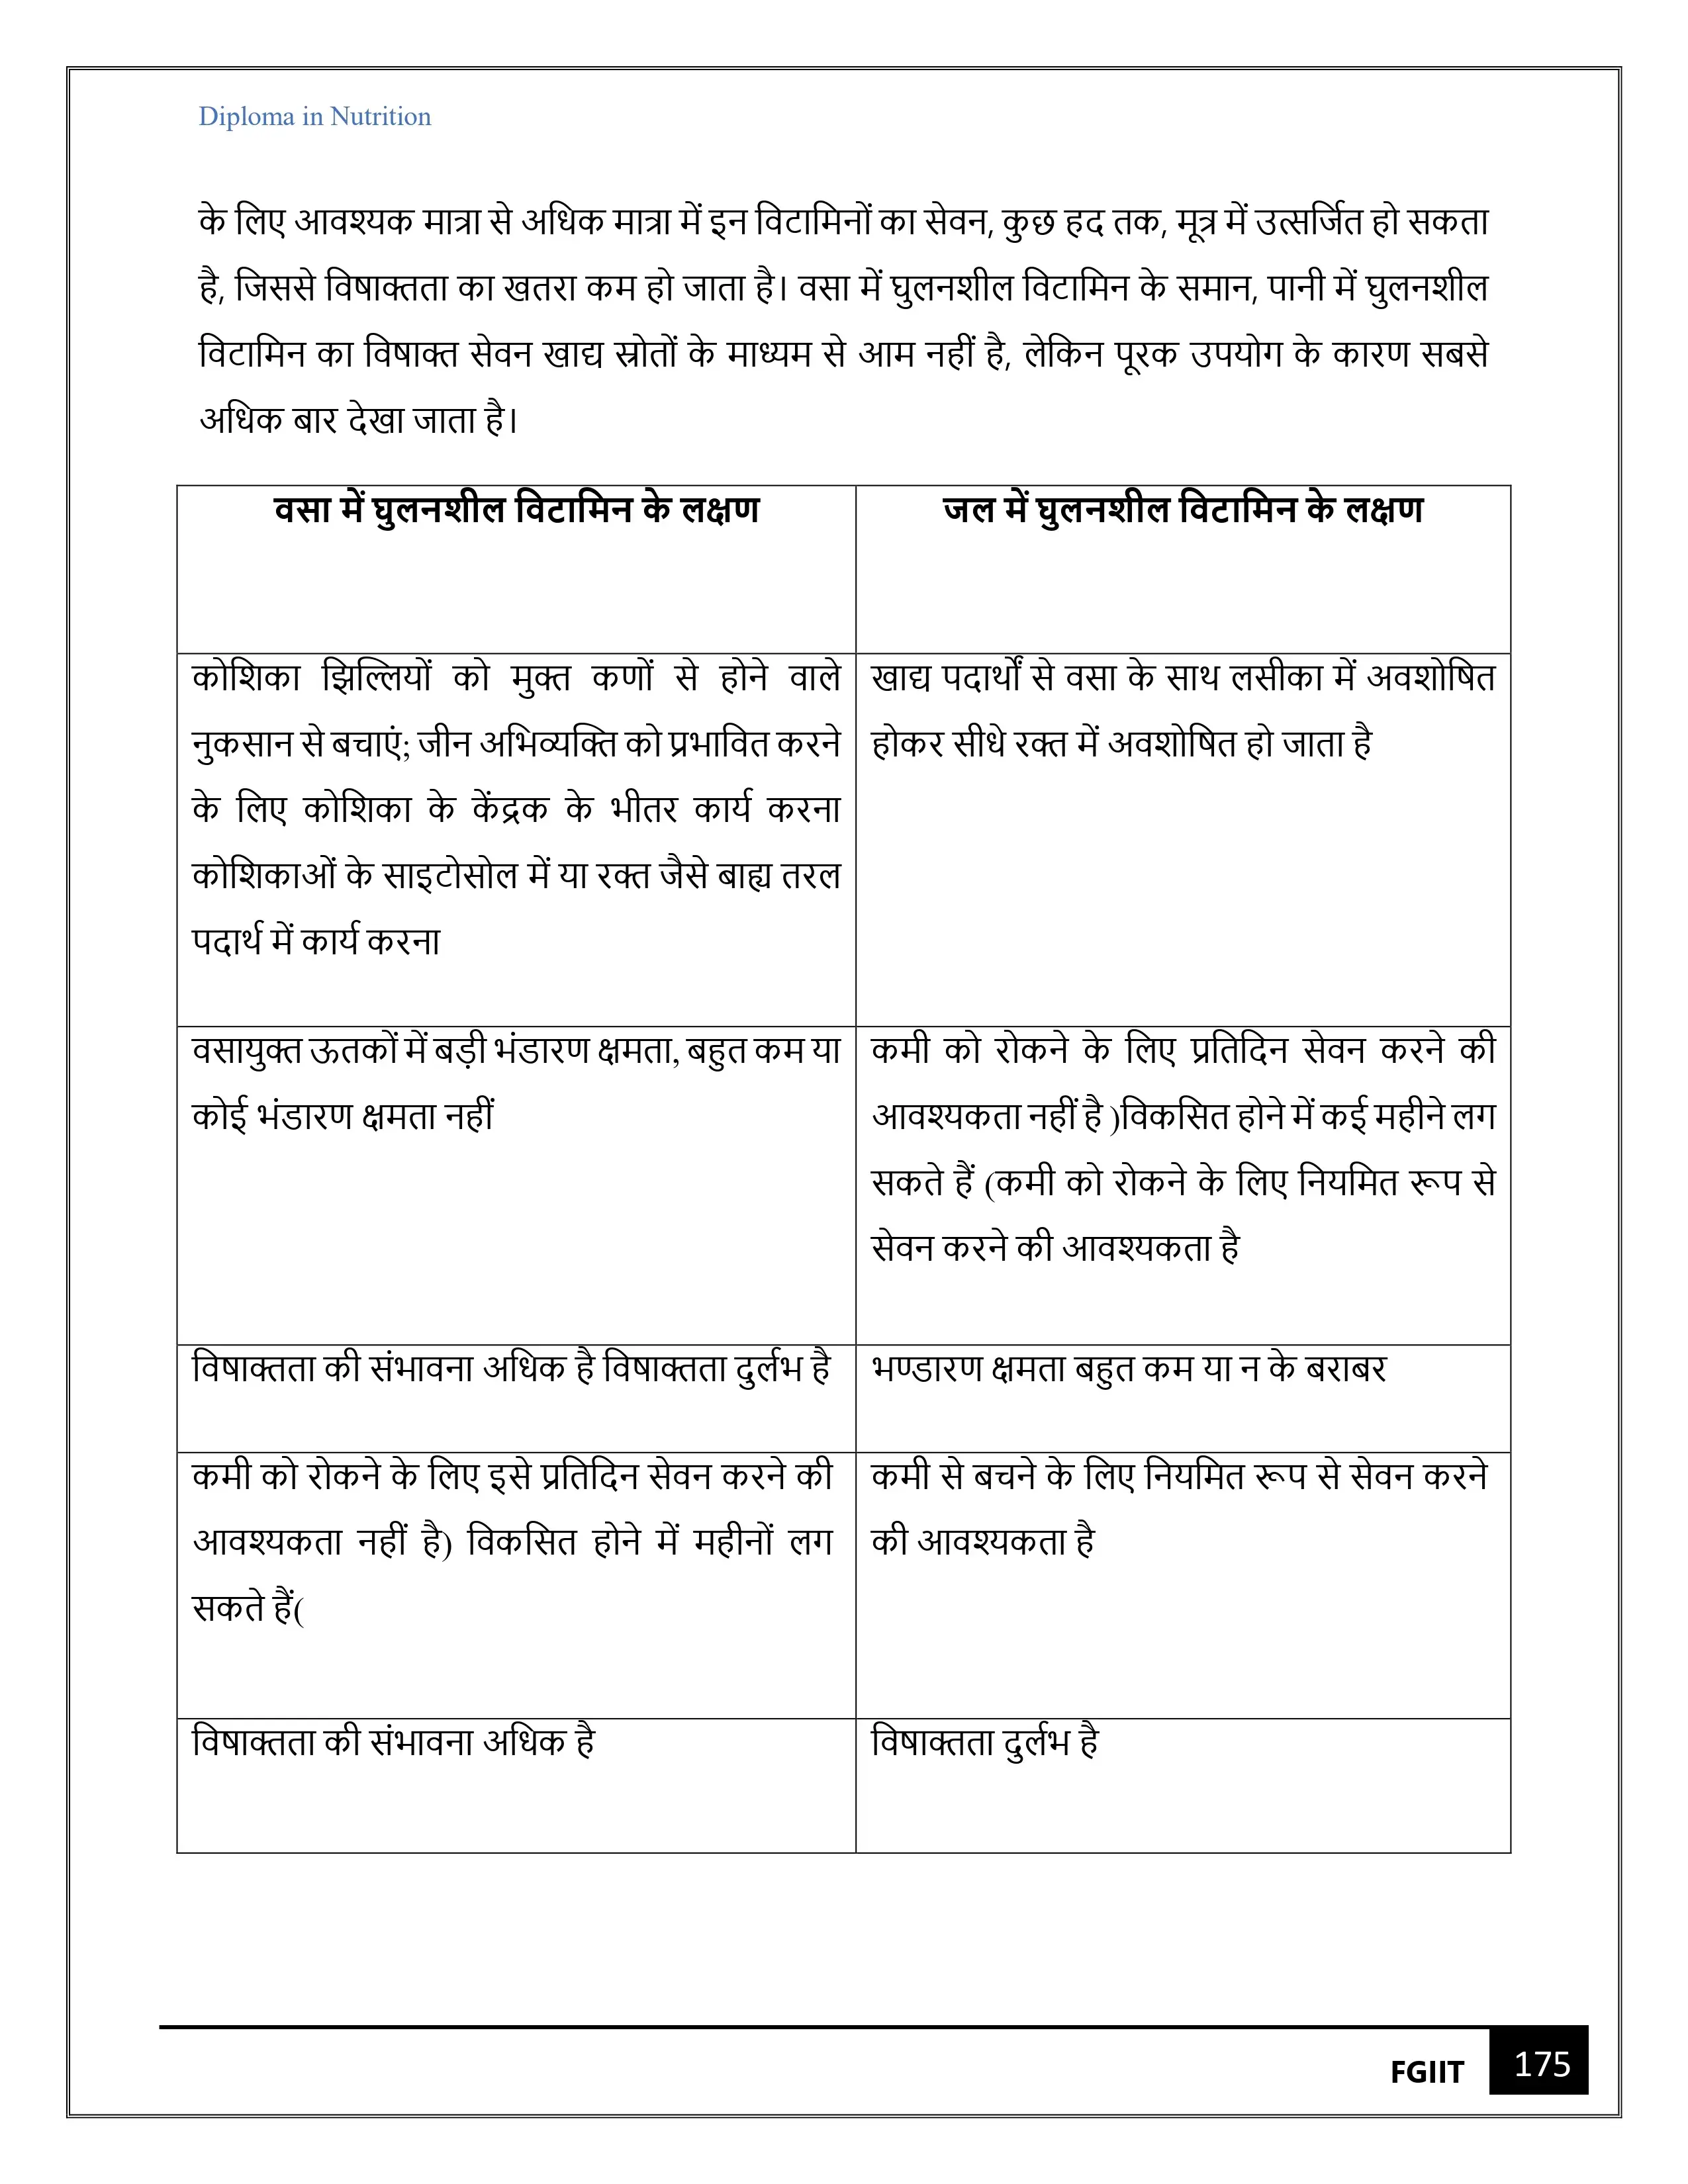 Diploma in Nutrition
के लिए आवश्यक मात्रा से अधिक मात्रा में इन विटामिनों का सेवन, कुछ हद तक, मूत्र में उत्सर्जित हो सकता
है, जिससे विषाक्तता का खतरा कम हो जाता है। वसा में घुलनशील विटामिन के समान, पानी में घुलनशील
विटामिन का विषाक्त सेवन खाद्य स्रोतों के माध्यम से आम नहीं है, लेकिन पूरक उपयोग के कारण सबसे
अधिक बार देखा जाता है।
वसा में घुलनशील विटामिन के लक्षण
जल में घुलनशील विटामिन के लक्षण
कोशिका झिल्लियों को मुक्त कणों से होने वाले
नुकसान से बचाएं; जीन अभिव्यक्ति को प्रभावित करने
के लिए कोशिका के केंद्रक के भीतर कार्य करना
कोशिकाओं के साइटोसोल में या रक्त जैसे बाह्य तरल
पदार्थ में कार्य करना
खाद्य पदार्थों से वसा के साथ लसीका में अवशोषित
होकर सीधे रक्त में अवशोषित हो जाता है
वसायुक्त ऊतकों में बड़ी भंडारण क्षमता, बहुत कम या
कोई भंडारण क्षमता नहीं
कमी को रोकने के लिए प्रतिदिन सेवन करने की
आवश्यकता नहीं है )विकसित होने में कई महीने लग
सकते हैं (कमी को रोकने के लिए नियमित रूप से
सेवन करने की आवश्यकता है
विषाक्तता की संभावना अधिक है विषाक्तता दुर्लभ है
भण्डारण क्षमता बहुत कम या न के बराबर
कमी को रोकने के लिए इसे प्रतिदिन सेवन करने की
आवश्यकता नहीं है) विकसित होने में महीनों लग
सकते हैं(
कमी से बचने के लिए नियमित रूप से सेवन करने
की आवश्यकता है
विषाक्तता की संभावना अधिक है
विषाक्तता दुर्लभ है
FGIIT
175